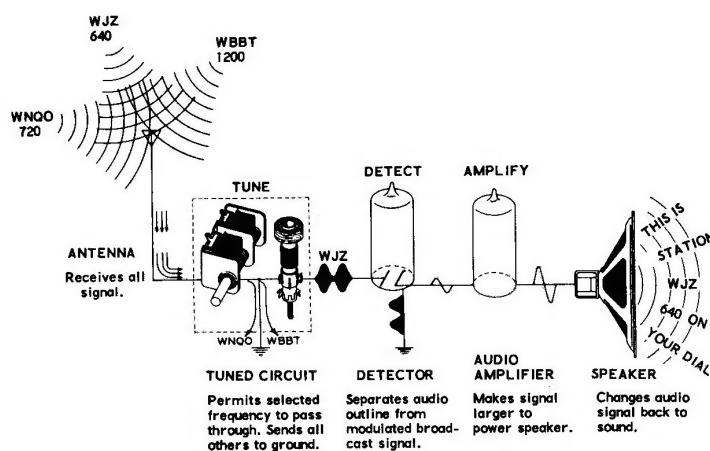 WJZ
640
WBBT
1200
WNQO
720
TUNE
DETECT
AMPLIFY
ANTENNA
Receives all
signal.
WJZ
THIS IS
STATION
WJZ
640 ON
YOUR DIAL
WNQO
WBBT
TUNED CIRCUIT
Permits selected
frequency to pass
through. Sends all
others to ground.
DETECTOR
Separates audio
outline from
modulated broad-
cast signal.
AUDIO
AMPLIFIER
Makes signal
larger to
power speaker.
SPEAKER
Changes audio
signal back to
sound.